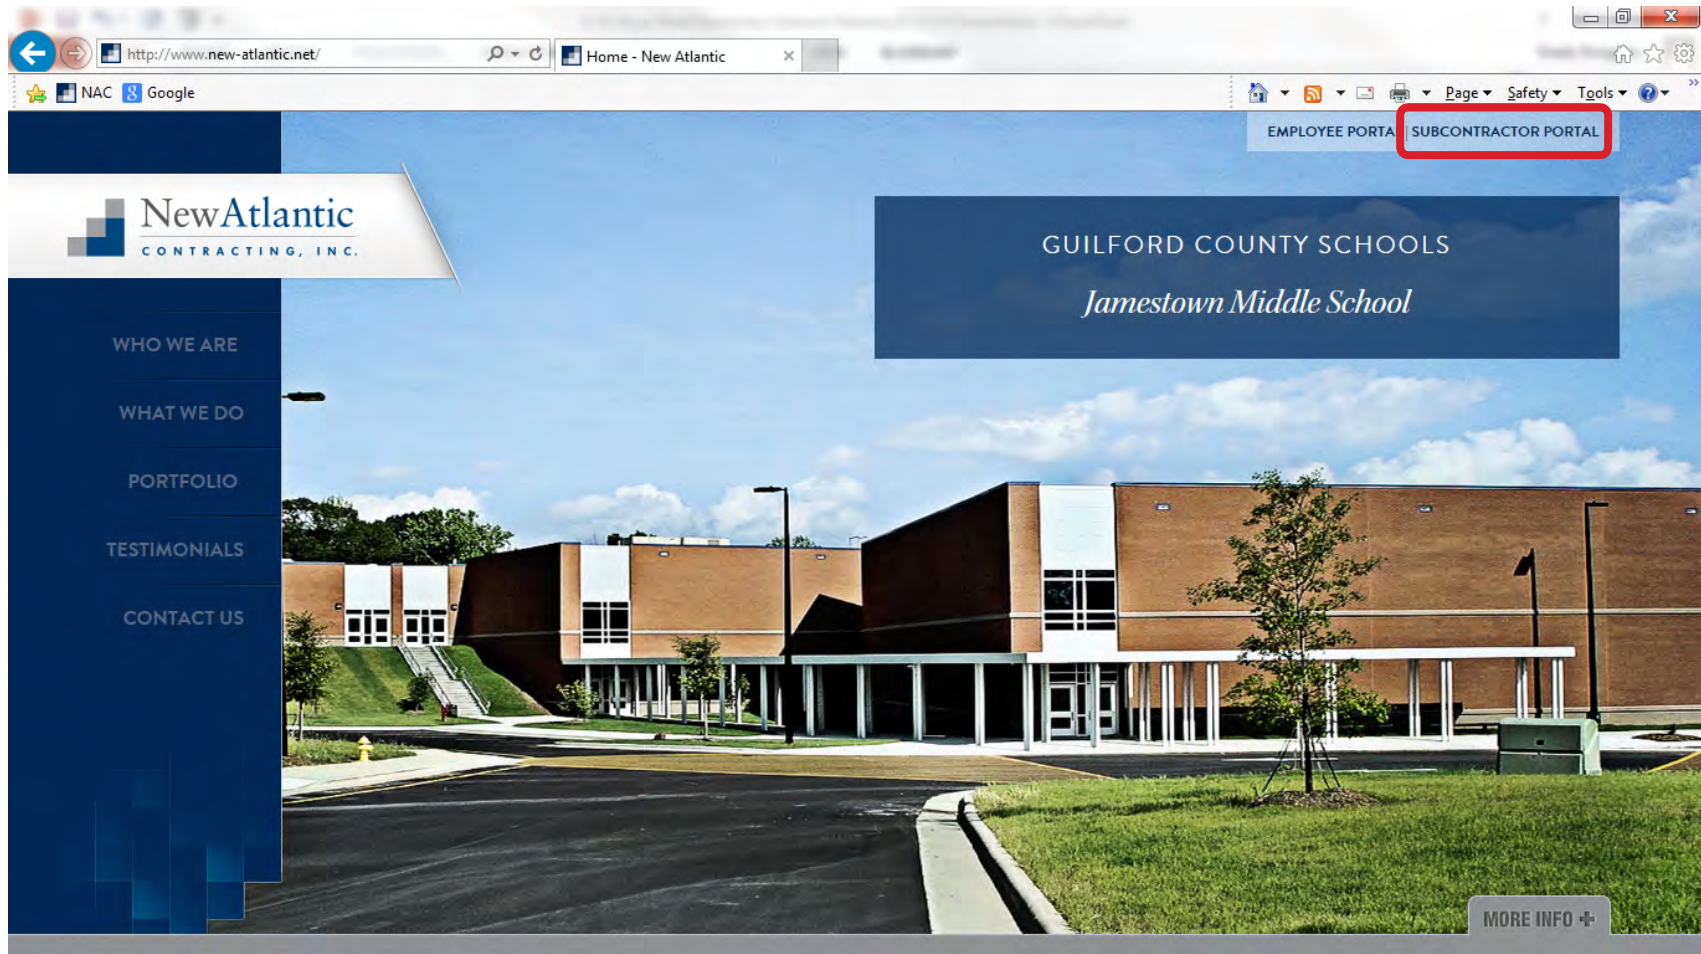 http://www.new-atlantic.net/
Home - New Atlantic
NAC
Google
Page
Safety
Tools
EMPLOYEE PORTA
SUBCONTRACTOR PORTAL
NewAtlantic
CONTRACTING, INC.
GUILFORD COUNTY SCHOOLS
Jamestown Middle School
WHO WE ARE
WHAT WE DO
PORTFOLIO
TESTIMONIALS
CONTACT US
MORE INFO +